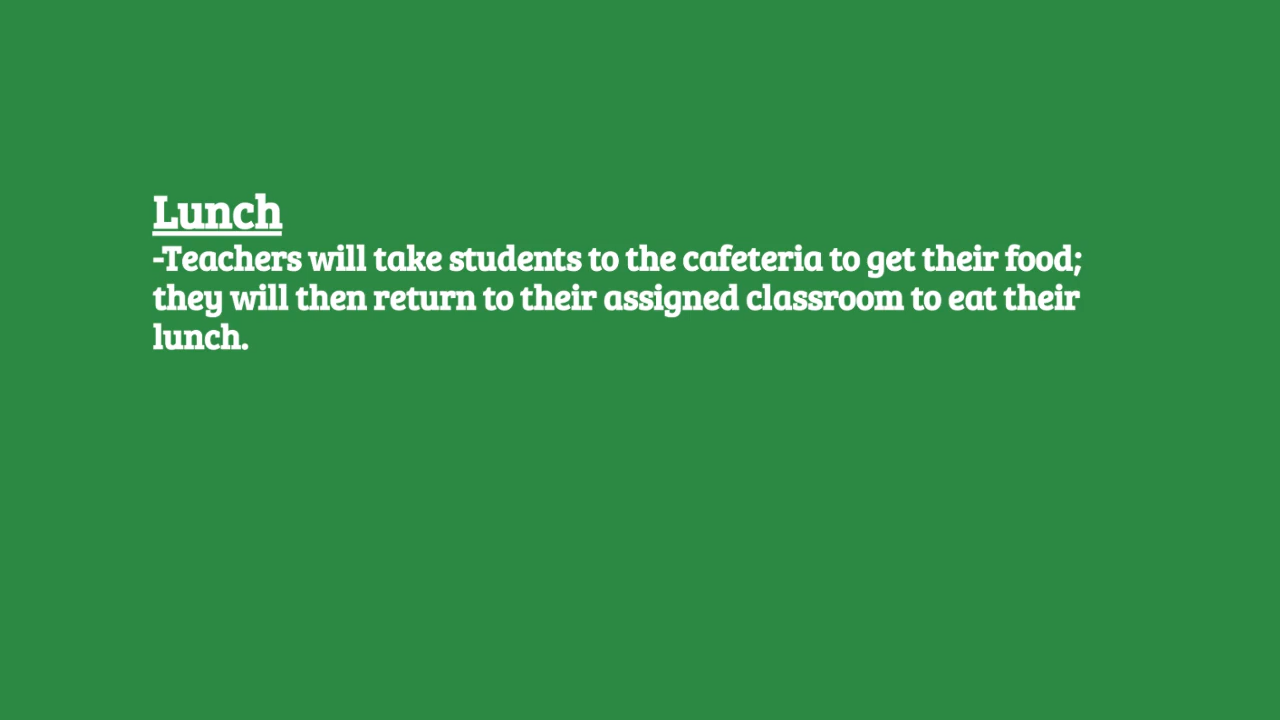 Lunch
-Teachers will take students to the cafeteria to get their food;
they will then return to their assigned classroom to eat their
lunch.